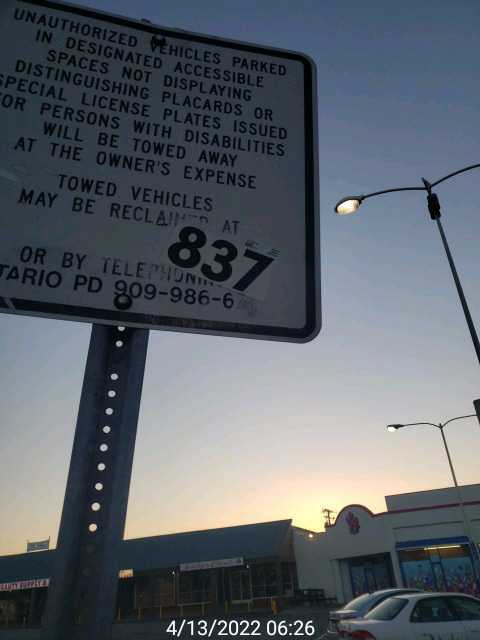 UNAUTHORIZED VEHICLES PARKED
IN DESIGNATED ACCESSIBLE
SPACES NOT DISPLAYING
DISTINGUISHING PLACARDS OR
SPECIAL LICENSE PLATES ISSUED
FOR PERSONS WITH DISABILITIES
WILL BE TOWED AWAY
AT THE OWNER'S EXPENSE
TOWED VEHICLES
MAY BE RECLAIMED AT
837
OR BY TELEPHONING
TARIO PD 909-986-6
AUTY SUPPLY &
4/13/2022 06:26